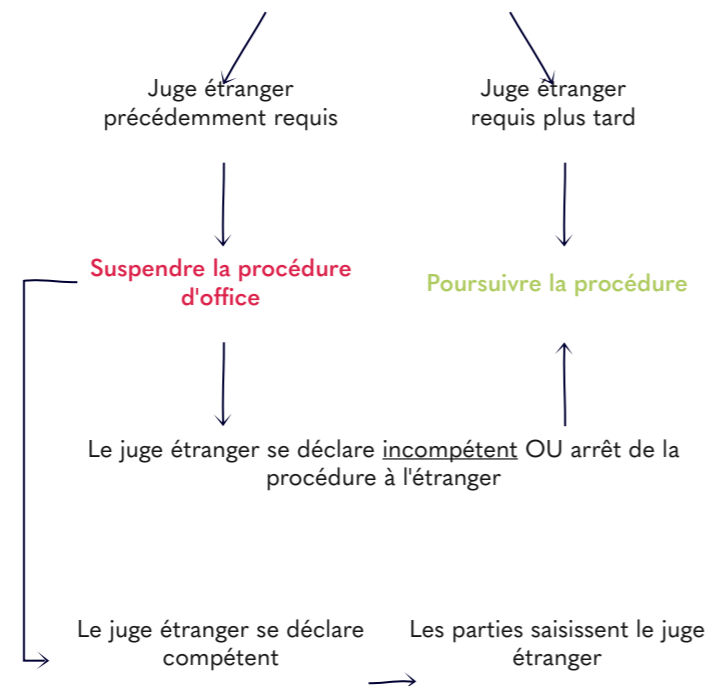 Juge étranger
précédemment requis
Juge étranger
requis plus tard
Suspendre la procédure
d'office
Poursuivre la procédure
Le juge étranger se déclare incompétent OU arrêt de la
procédure à l'étranger
Le juge étranger se déclare
compétent
Les parties saisissent le juge
étranger